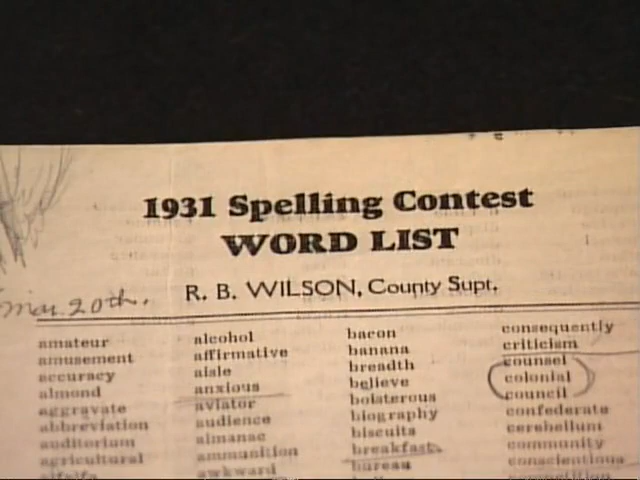 1931 Spelling Contest
WORD LIST
R. B. WILSON, County Supt.
Mar. 20th.
amateur
amusement
accuracy
almond
aggravate
abbreviation
auditorium
agricultural
alfalfa
alcohol
affirmative
aisle
anxious
aviator
audience
almanac
ammunition
awkward
bacon
banana
breadth
believe
boisterous
biography
biscuits
breakfast
bureau
consequently
criticism
counsel
colonial
council
confederate
cerebellum
community
conscientious
competition